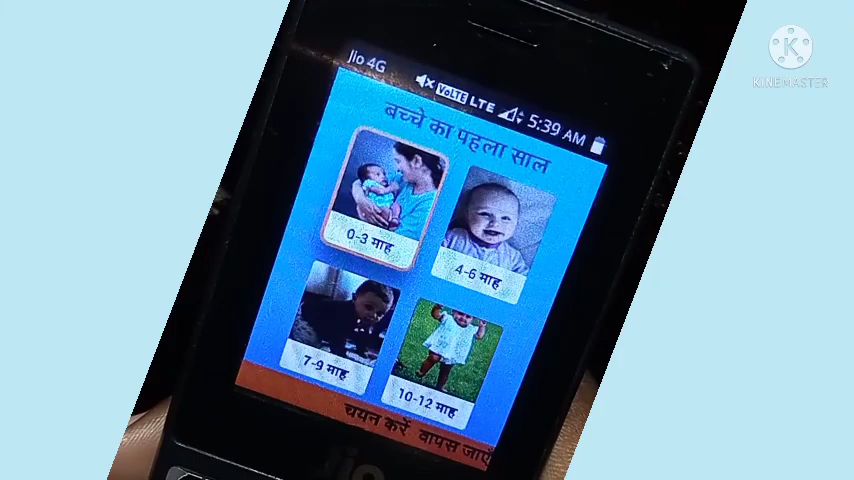 KINEMASTER
Jio 4G VoLTE LTE 5:39 AM
बच्चे का पहला साल
0-3 माह
4-6 माह
7-9 माह
10-12 माह
चयन करें वापस जाएं
Jio